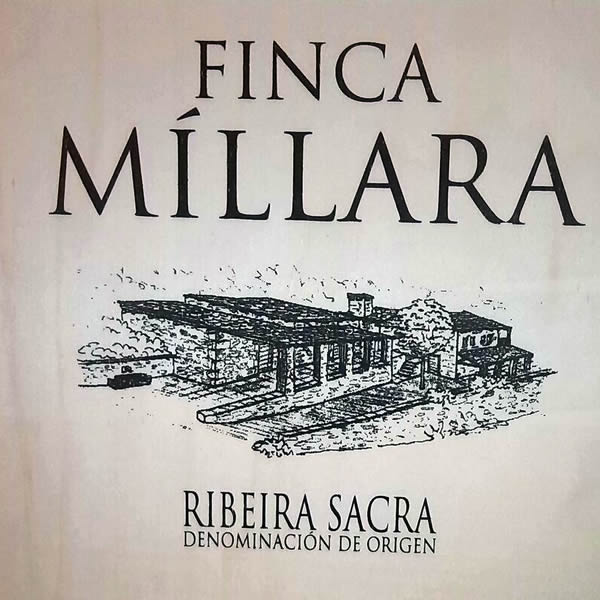 FINCA
MÍLLARA
RIBEIRA SACRA
DENOMINACIÓN DE ORIGEN